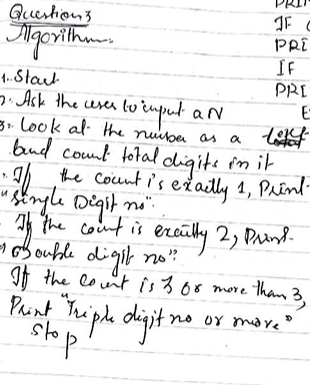 Question 3
Algorithm
PRI
IF
PRI
IF
PRI
E
1. Start
2. Ask the user to input a N
3. Look at the number as a text
and count total digits in it
If the count is exactly 1, Print
"Single Digit no".
If the count is exactly 2, Print
"Double digit no".
If the count is 3 or more than 3,
Print "Triple digit no or more"
Stop